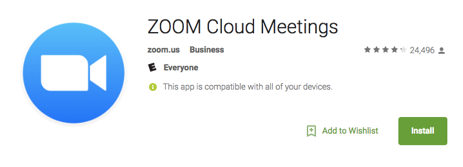 ZOOM Cloud Meetings
zoom.us Business 24,496
E Everyone
This app is compatible with all of your devices.
Add to Wishlist Install